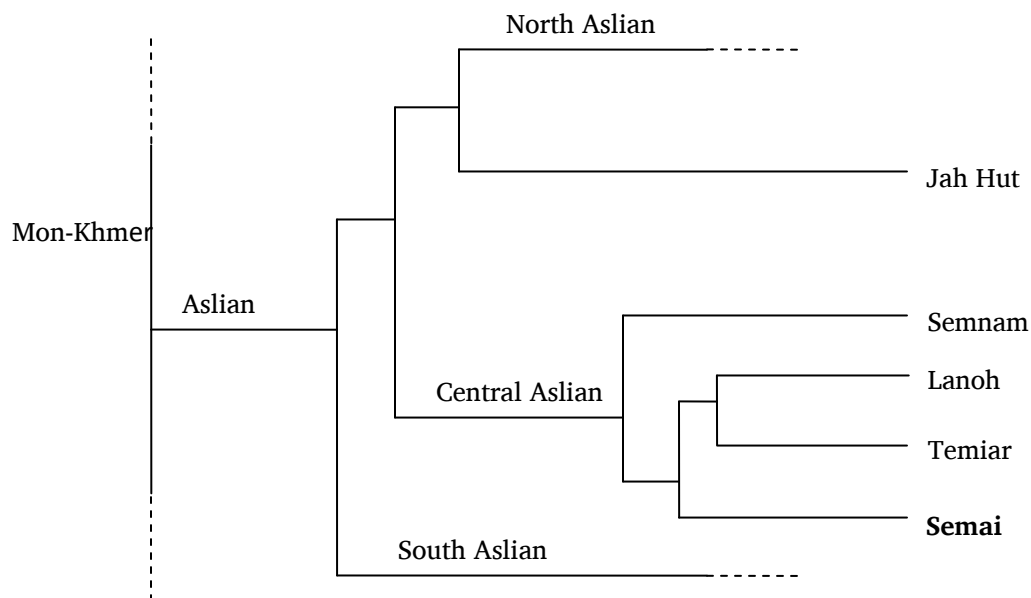 North Aslian
Jah Hut
Mon-Khmer
Aslian
Semnam
Lanoh
Central Aslian
Temiar
Semai
South Aslian